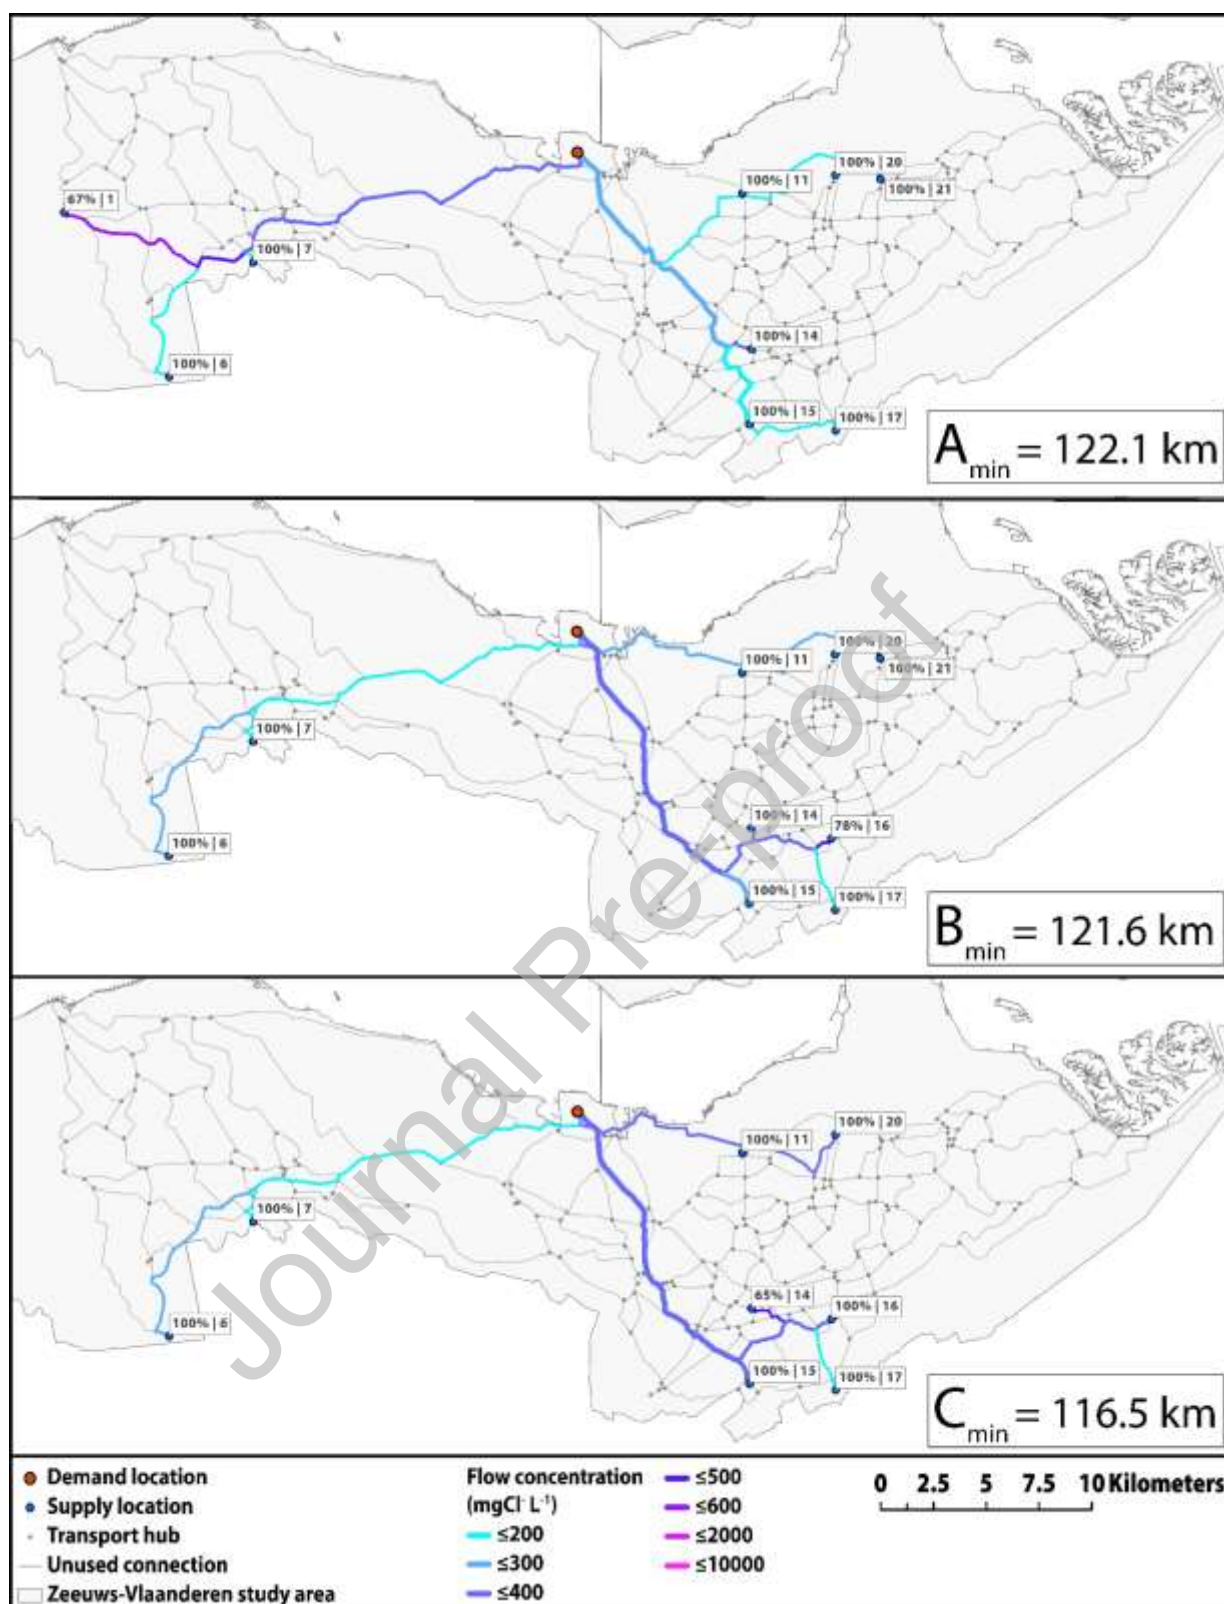 67% | 1
100% | 7
100% | 6
100% | 11
100% | 20
100% | 21
100% | 14
100% | 15
100% | 17
Amin = 122.1 km
100% | 7
100% | 6
100% | 11
100% | 20
100% | 21
100% | 14
78% | 16
100% | 15
100% | 17
Bmin = 121.6 km
100% | 7
100% | 6
100% | 11
100% | 20
65% | 14
100% | 16
100% | 15
100% | 17
Cmin = 116.5 km
Journal Pre-proof
Demand location
Supply location
Transport hub
Unused connection
Zeeuws-Vlaanderen study area
Flow concentration
(mgCl⁻ L⁻¹)
≤200
≤300
≤400
≤500
≤600
≤2000
≤10000
0 2.5 5 7.5 10 Kilometers